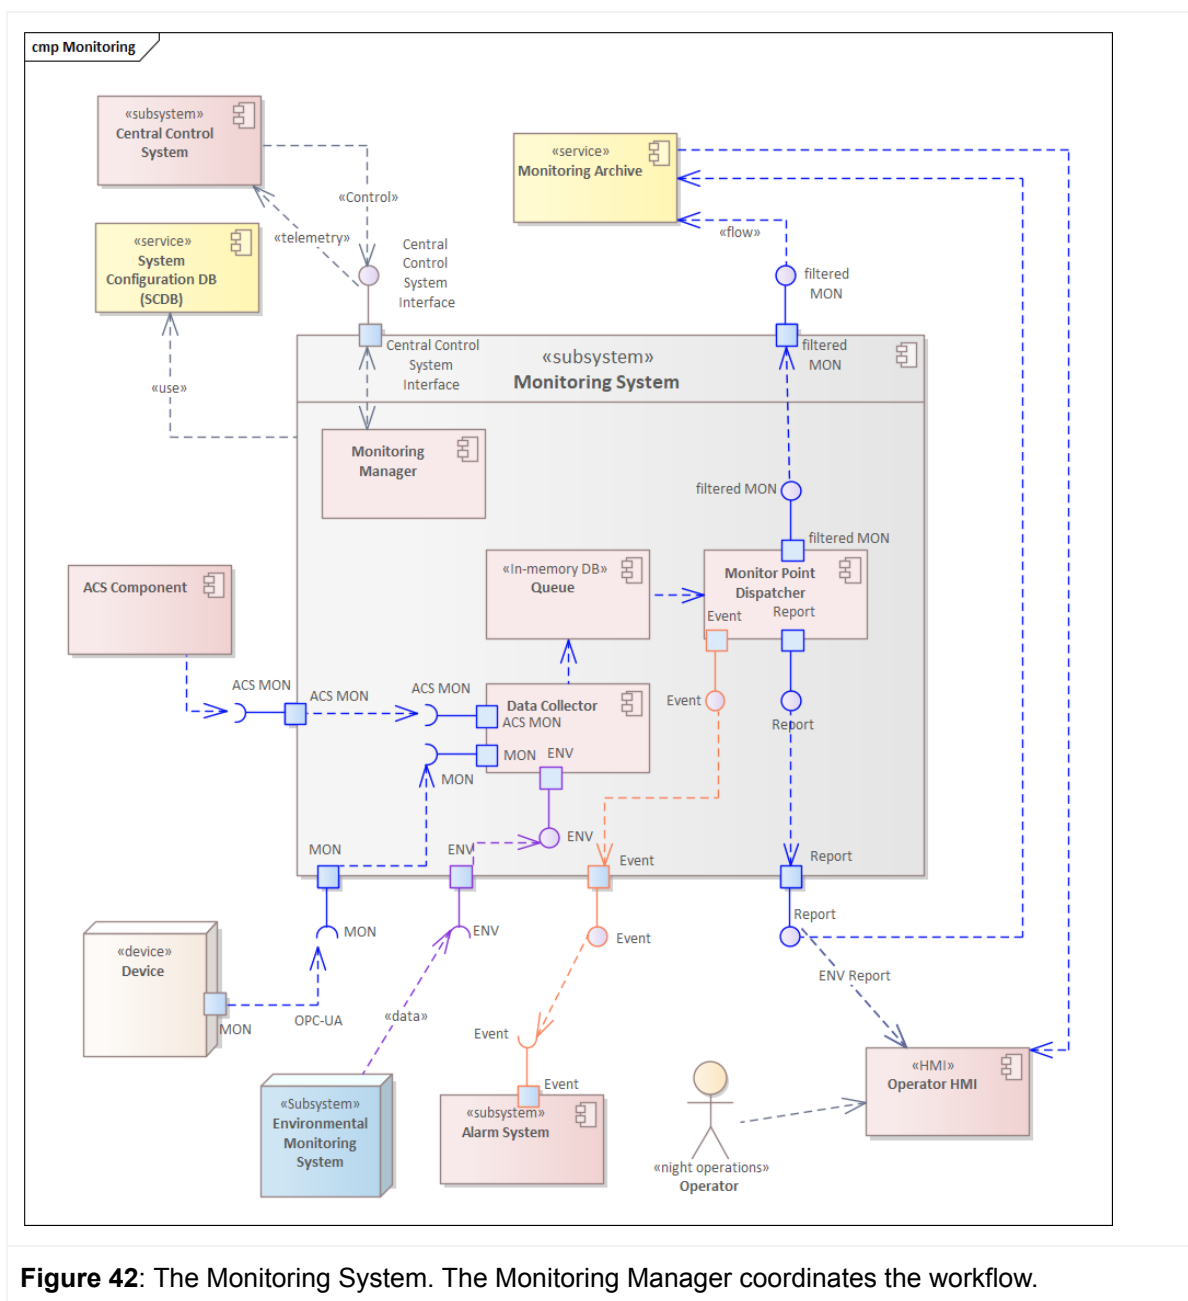 cmp Monitoring
«subsystem»
Central Control
System
«service»
Monitoring Archive
«Control»
«telemetry»
«flow»
«service»
System
Configuration DB
(SCDB)
Central
Control
System
Interface
filtered
MON
Central Control
System
Interface
«subsystem»
Monitoring System
filtered
MON
«use»
Monitoring
Manager
filtered MON
filtered MON
ACS Component
«In-memory DB»
Queue
Monitor Point
Dispatcher
Event
Report
ACS MON
ACS MON
ACS MON
Data Collector
ACS MON
Event
Report
MON
ENV
MON
MON
ENV
ENV
Event
Report
MON
ENV
Event
Report
«device»
Device
MON
OPC-UA
«data»
ENV Report
Event
Event
«Subsystem»
Environmental
Monitoring
System
«subsystem»
Alarm System
«HMI»
Operator HMI
«night operations»
Operator
Figure 42: The Monitoring System. The Monitoring Manager coordinates the workflow.